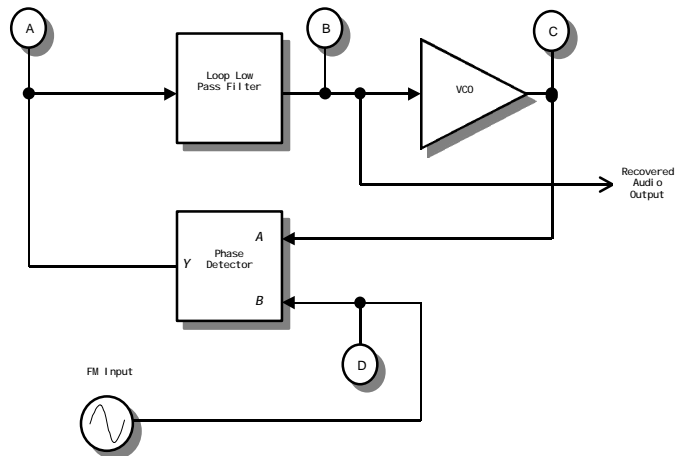 A
B
C
Loop Low
Pass Filter
VCO
Recovered
Audio
Output
A
Phase
Detector
Y
B
D
FM Input